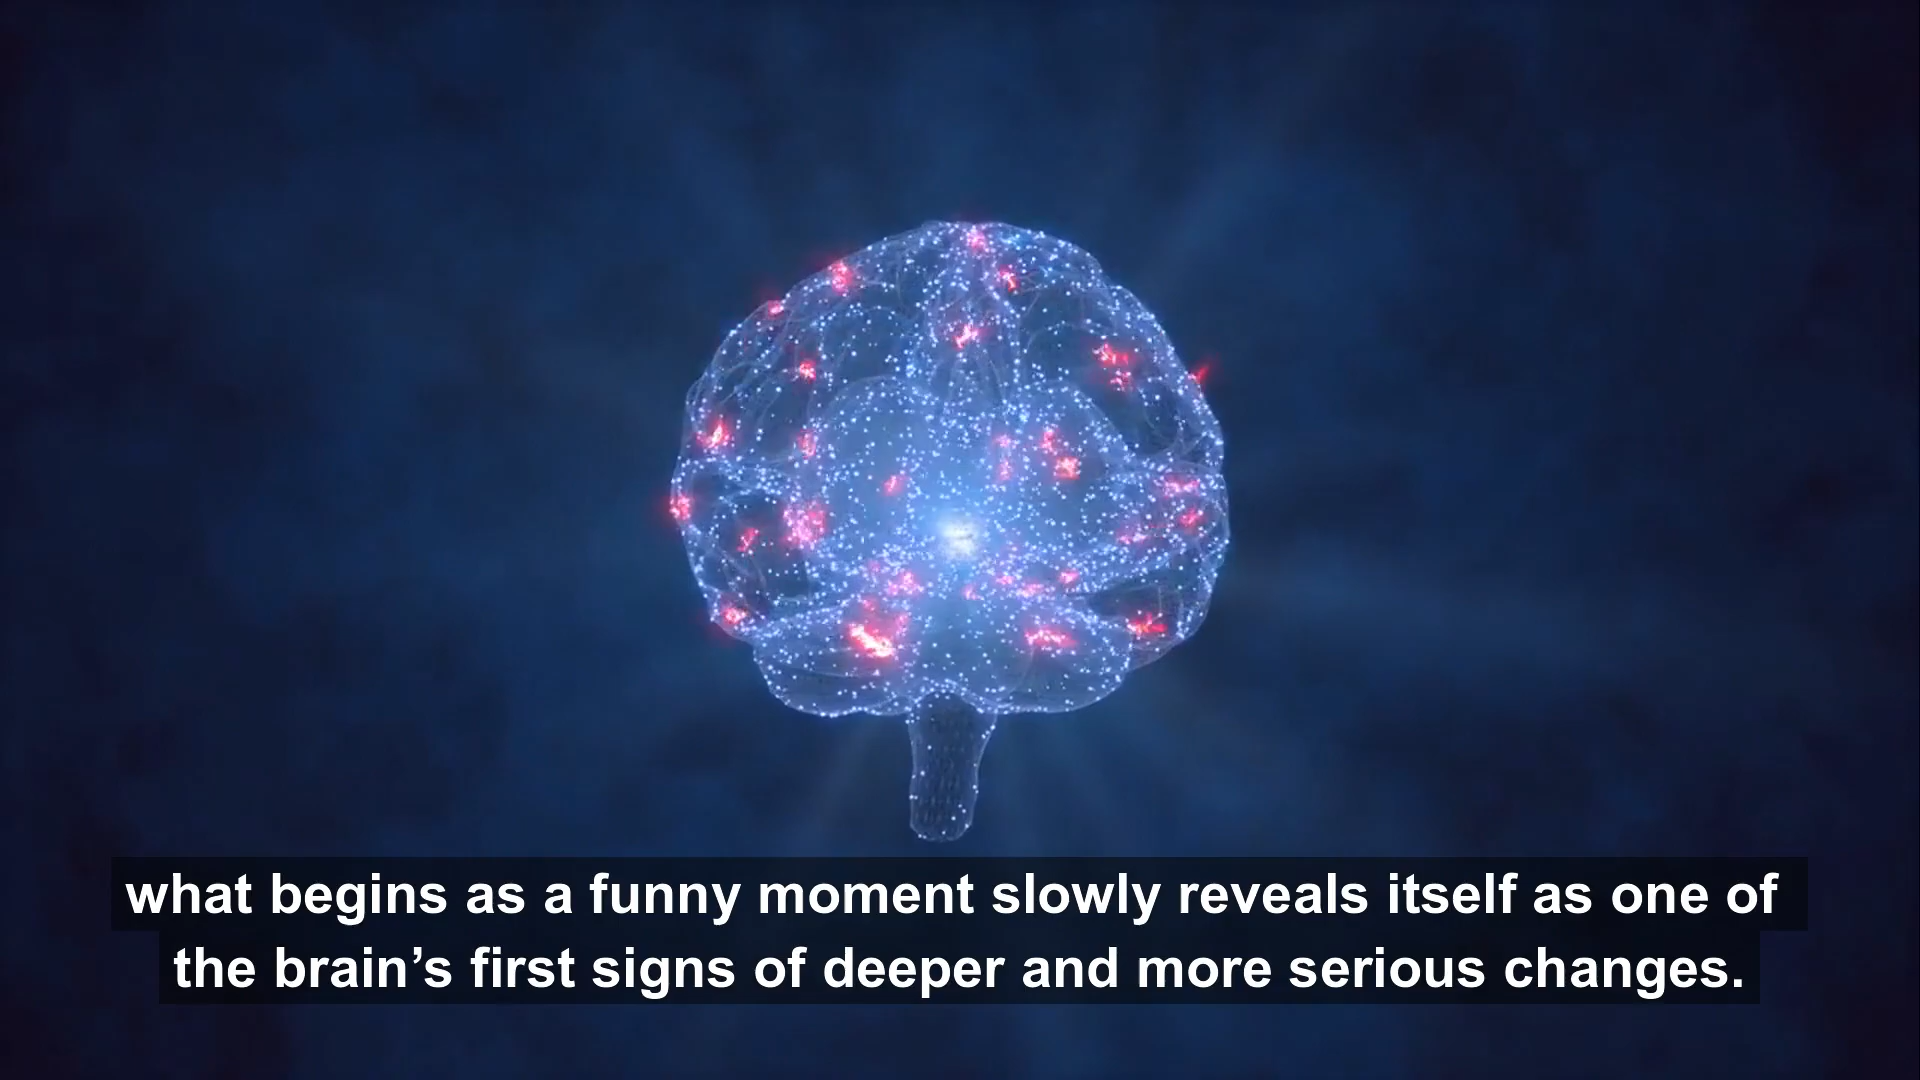 what begins as a funny moment slowly reveals itself as one of
the brain’s first signs of deeper and more serious changes.